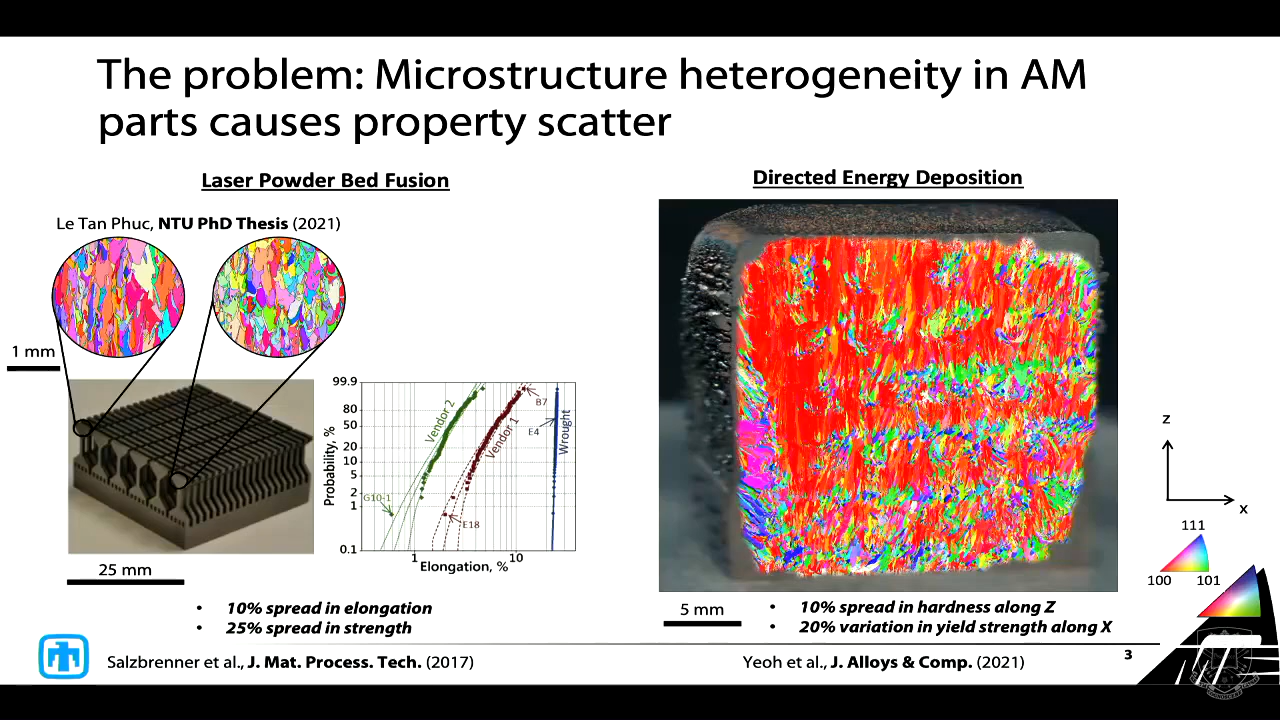 The problem: Microstructure heterogeneity in AM
parts causes property scatter
Laser Powder Bed Fusion
Le Tan Phuc, NTU PhD Thesis (2021)
1 mm
25 mm
99.9
80
50
20
10
5
2
1
0.1
Probability, %
Vendor 2
Vendor 1
Wrought
B7
E4
G10-1
E18
1
10
Elongation, %
• 10% spread in elongation
• 25% spread in strength
Salzbrenner et al., J. Mat. Process. Tech. (2017)
Directed Energy Deposition
5 mm
• 10% spread in hardness along Z
• 20% variation in yield strength along X
Yeoh et al., J. Alloys & Comp. (2021)
Z
X
111
100 101
3